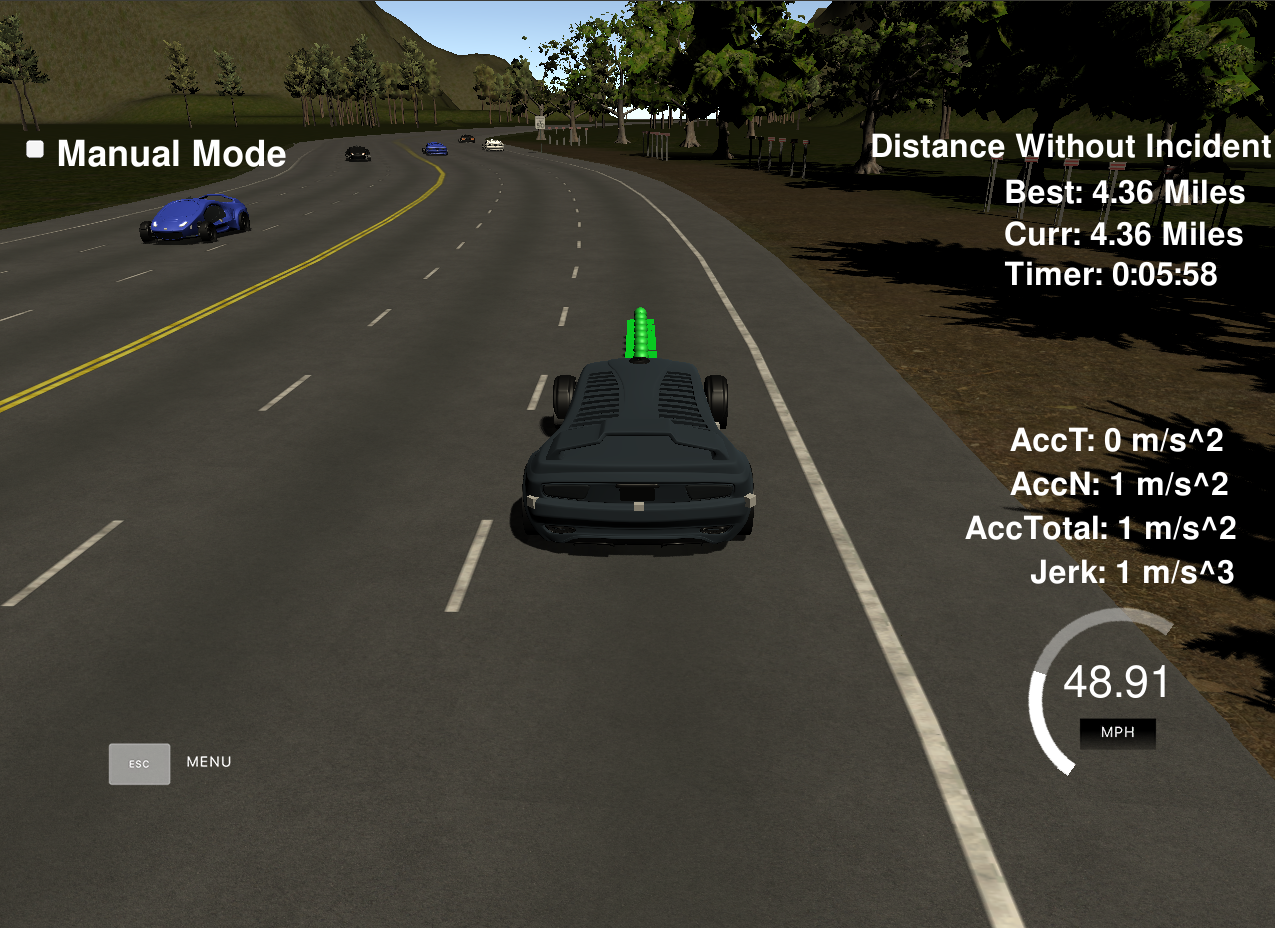 Manual Mode
Distance Without Incident
Best: 4.36 Miles
Curr: 4.36 Miles
Timer: 0:05:58
AccT: 0 m/s^2
AccN: 1 m/s^2
AccTotal: 1 m/s^2
Jerk: 1 m/s^3
48.91
MPH
ESC MENU